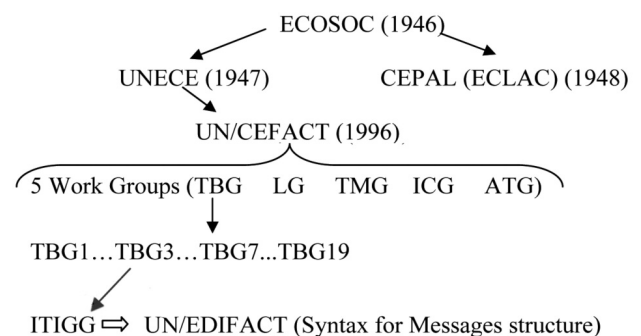 ECOSOC (1946)
UNECE (1947) CEPAL (ECLAC) (1948)
UN/CEFACT (1996)
5 Work Groups (TBG LG TMG ICG ATG)
TBG1…TBG3…TBG7...TBG19
ITIGG ⇨ UN/EDIFACT (Syntax for Messages structure)